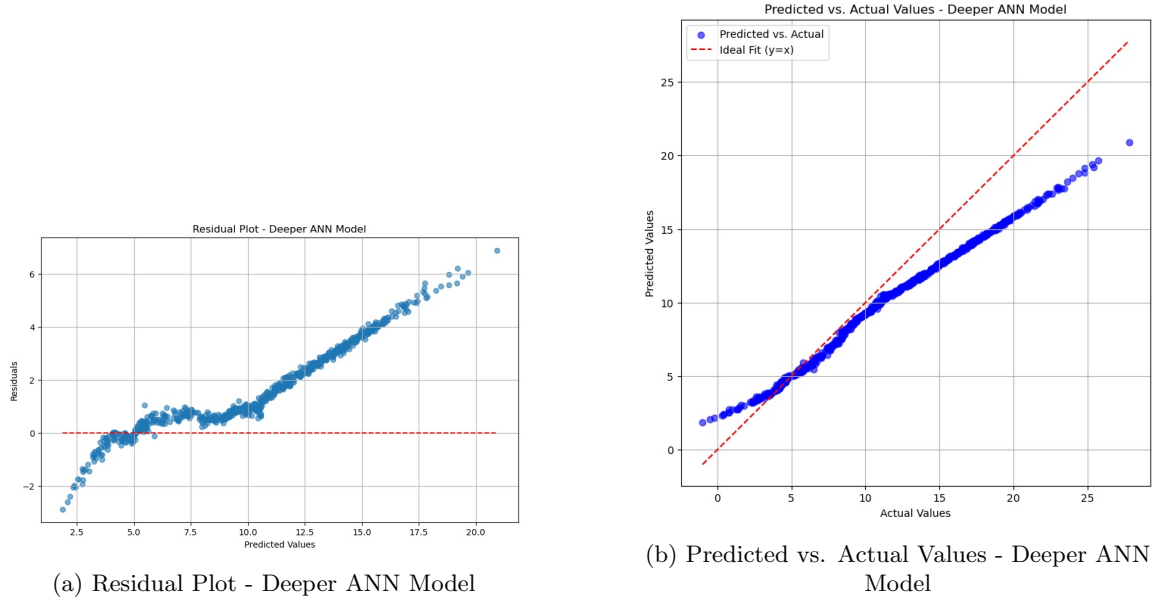 Residual Plot - Deeper ANN Model
Residuals
6
4
2
0
−2
2.5 5.0 7.5 10.0 12.5 15.0 17.5 20.0
Predicted Values
(a) Residual Plot - Deeper ANN Model
Predicted vs. Actual Values - Deeper ANN Model
Predicted vs. Actual
Ideal Fit (y=x)
Predicted Values
25
20
15
10
5
0
0 5 10 15 20 25
Actual Values
(b) Predicted vs. Actual Values - Deeper ANN
Model